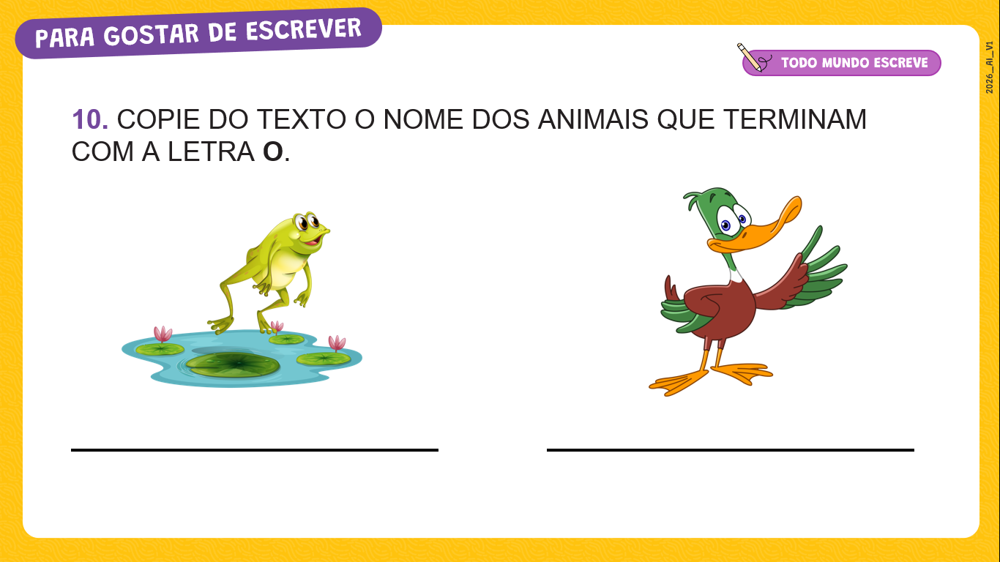 PARA GOSTAR DE ESCREVER
TODO MUNDO ESCREVE
2026_AI_V1
10. COPIE DO TEXTO O NOME DOS ANIMAIS QUE TERMINAM
COM A LETRA O.